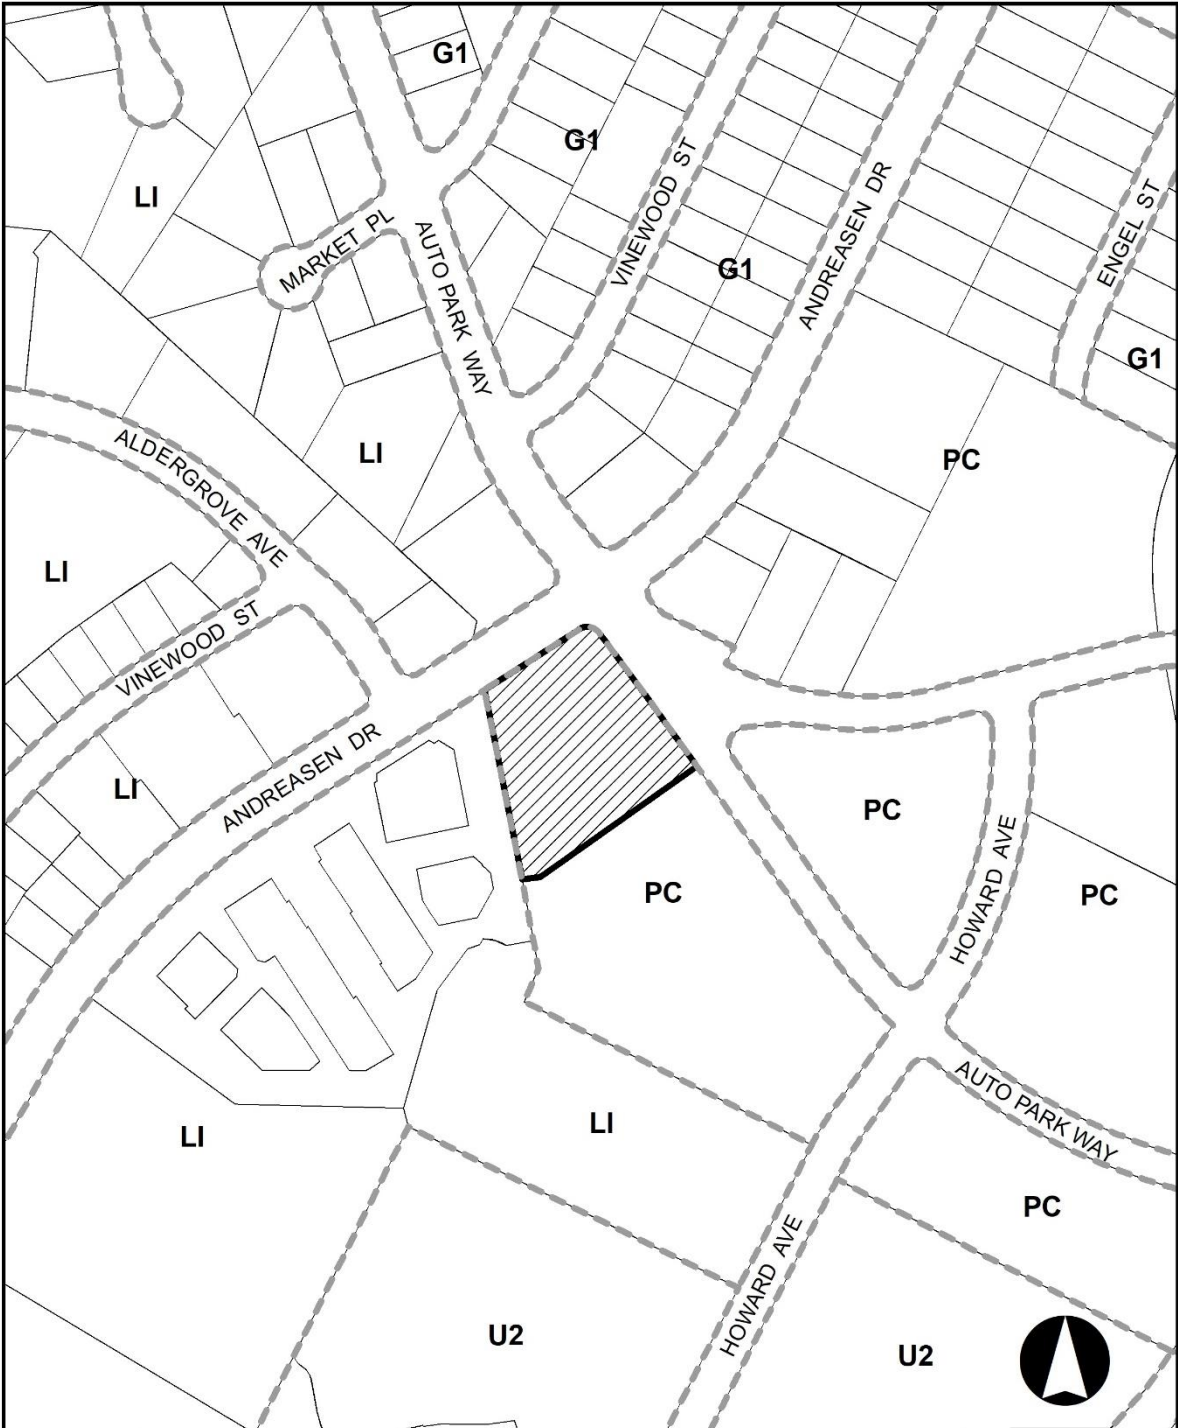 G1
G1
LI
VINEWOOD ST
ANDREASEN DR
ENGEL ST
MARKET PL
AUTO PARK WAY
G1
G1
LI
PC
ALDERGROVE AVE
LI
VINEWOOD ST
ANDREASEN DR
LI
PC
HOWARD AVE
PC
PC
AUTO PARK WAY
LI
LI
PC
HOWARD AVE
U2
U2